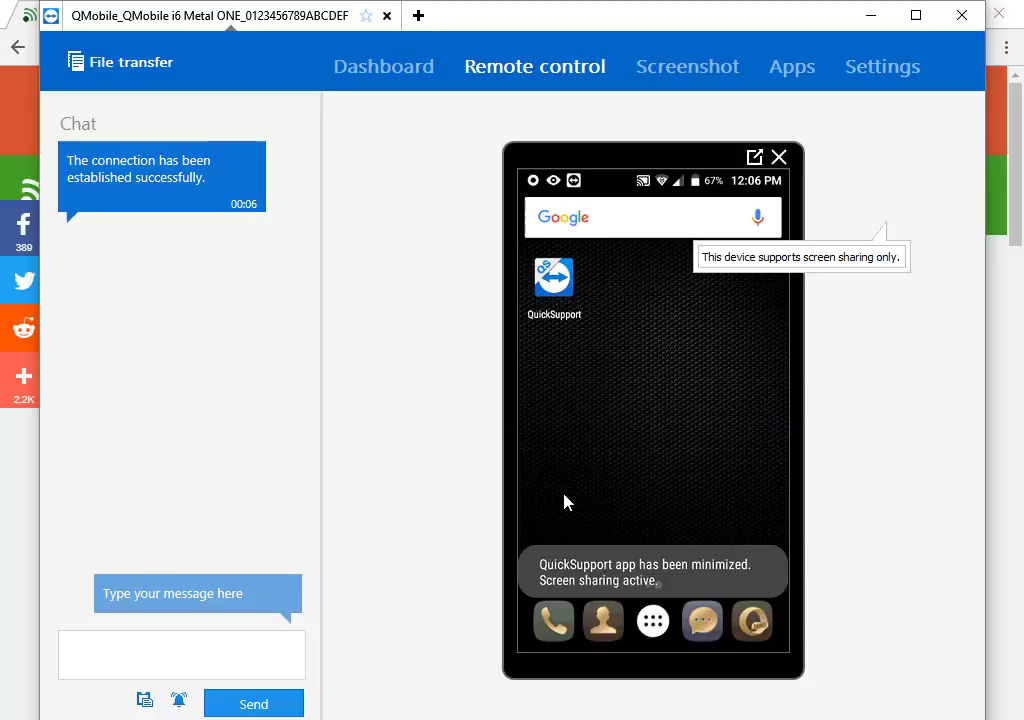 QMobile_QMobile i6 Metal ONE_0123456789ABCDEF
File transfer
Dashboard
Remote control
Screenshot
Apps
Settings
Chat
The connection has been
established successfully.
00:06
389
2.2K
67% 12:06 PM
Google
This device supports screen sharing only.
QS
QuickSupport
QuickSupport app has been minimized.
Screen sharing active.
Type your message here
Send